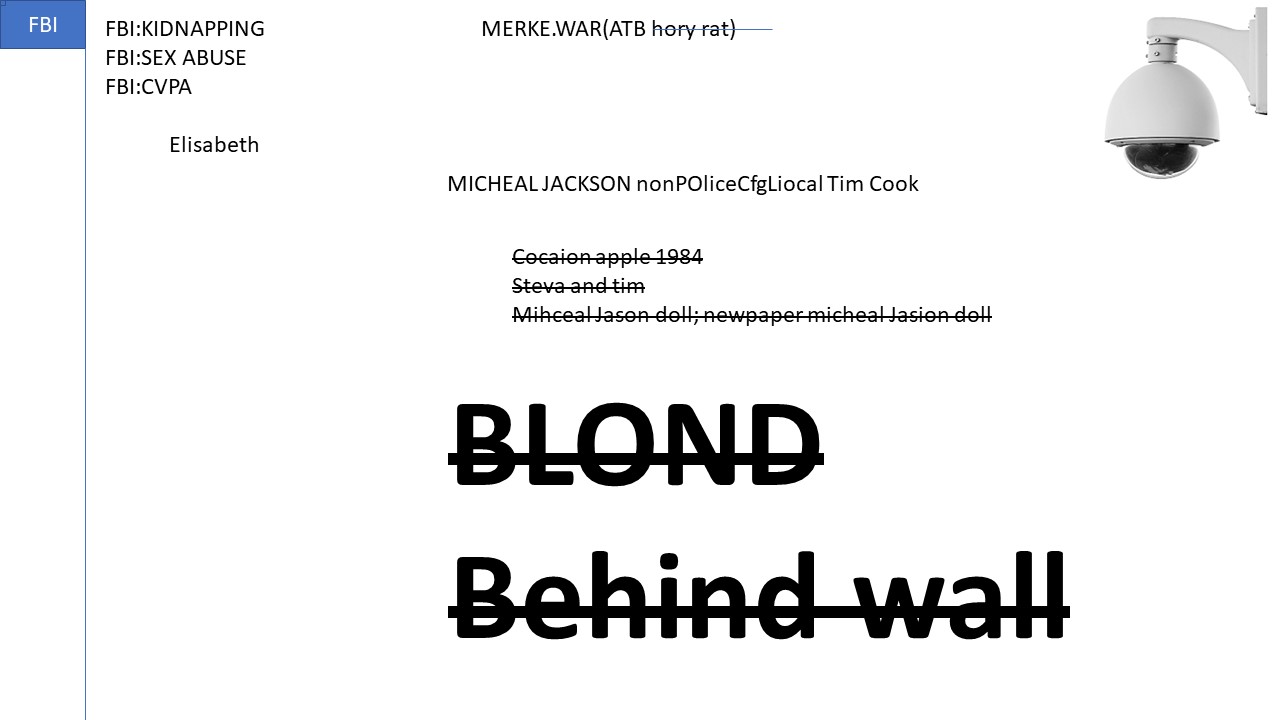 FBI
FBI:KIDNAPPING
FBI:SEX ABUSE
FBI:CVPA
Elisabeth
MERKE.WAR(ATB hory rat)
MICHEAL JACKSON nonPOliceCfgLiocal Tim Cook
Cocaion apple 1984
Steva and tim
Mihceal Jason doll; newpaper micheal Jasion doll
BLOND
Behind wall